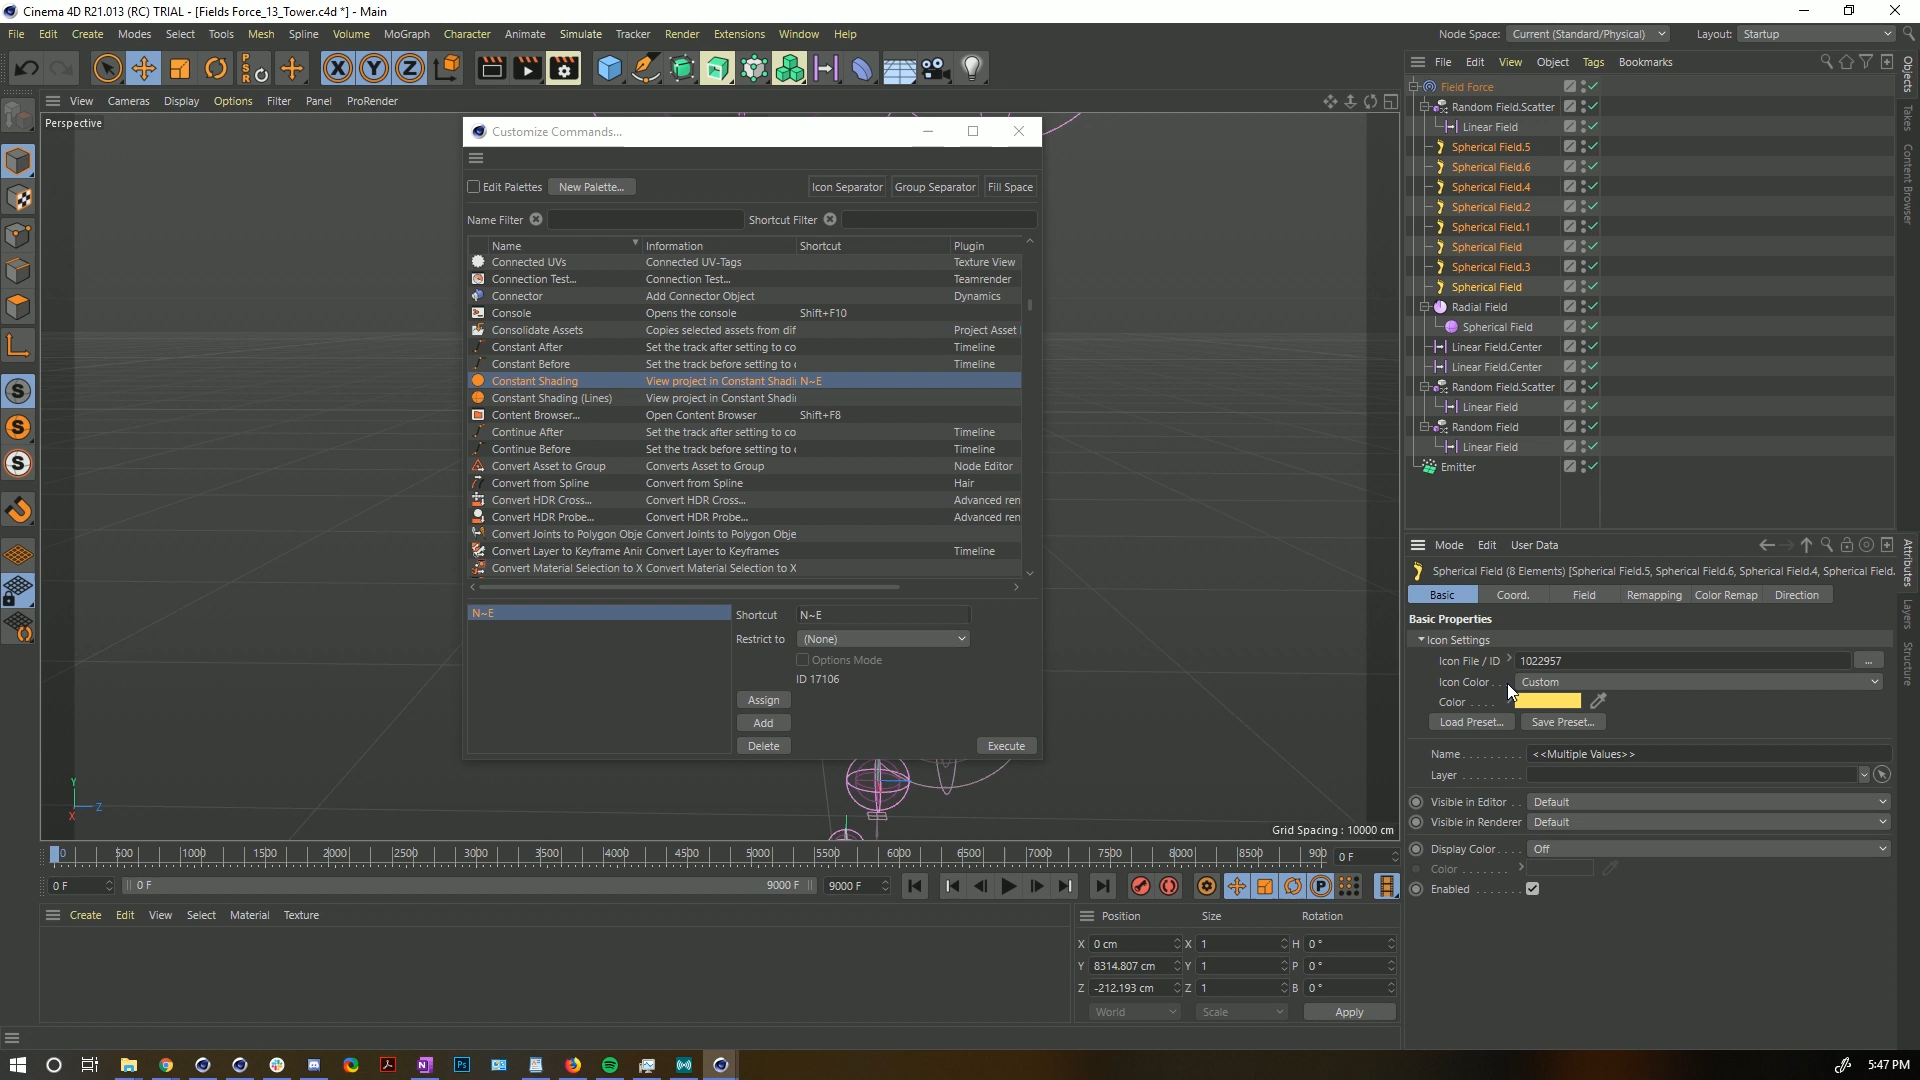 Cinema 4D R21.013 (RC) TRIAL - [Fields Force_13_Tower.c4d *] - Main
File Edit Create Modes Select Tools Mesh Spline Volume MoGraph Character Animate Simulate Tracker Render Extensions Window Help
Node Space: Current (Standard/Physical) Layout: Startup
View Cameras Display Options Filter Panel ProRender
Perspective
Customize Commands...
Edit Palettes New Palette... Icon Separator Group Separator Fill Space
Name Filter Shortcut Filter
Name Information Shortcut Plugin
Connected UVs Connected UV-Tags Texture View
Connection Test... Connection Test... Teamrender
Connector Add Connector Object Dynamics
Console Opens the console Shift+F10
Consolidate Assets Copies selected assets from dif Project Asset
Constant After Set the track after setting to co Timeline
Constant Before Set the track before setting to Timeline
Constant Shading View project in Constant Shadi N~E
Constant Shading (Lines) View project in Constant Shadi
Content Browser... Open Content Browser Shift+F8
Continue After Set the track after setting to co Timeline
Continue Before Set the track before setting to Timeline
Convert Asset to Group Converts Asset to Group Node Editor
Convert from Spline Convert from Spline Hair
Convert HDR Cross... Convert HDR Cross... Advanced ren
Convert HDR Probe... Convert HDR Probe... Advanced ren
Convert Joints to Polygon Obje Convert Joints to Polygon Obje
Convert Layer to Keyframe Ani Convert Layer to Keyframes Timeline
Convert Material Selection to X Convert Material Selection to X
N~E
Shortcut N~E
Restrict to (None)
Options Mode
ID 17106
Assign
Add
Delete Execute
Y
Z
X
Grid Spacing : 10000 cm
0 500 1000 1500 2000 2500 3000 3500 4000 4500 5000 5500 6000 6500 7000 7500 8000 8500 900 0 F
0 F 0 F 9000 F 9000 F
Create Edit View Select Material Texture
Position Size Rotation
X 0 cm X 1 H 0 °
Y 8314.807 cm Y 1 P 0 °
Z -212.193 cm Z 1 B 0 °
World Scale Apply
File Edit View Object Tags Bookmarks
Field Force
Random Field.Scatter
Linear Field
Spherical Field.5
Spherical Field.6
Spherical Field.4
Spherical Field.2
Spherical Field.1
Spherical Field
Spherical Field.3
Spherical Field
Radial Field
Spherical Field
Linear Field.Center
Linear Field.Center
Random Field.Scatter
Linear Field
Random Field
Linear Field
Emitter
Objects
Takes
Content Browser
Mode Edit User Data
Spherical Field (8 Elements) [Spherical Field.5, Spherical Field.6, Spherical Field.4, Spherical Field.
Basic Coord. Field Remapping Color Remap Direction
Basic Properties
Icon Settings
Icon File / ID 1022957 ...
Icon Color Custom
Color
Load Preset... Save Preset...
Name <<Multiple Values>>
Layer
Visible in Editor Default
Visible in Renderer Default
Display Color Off
Color
Enabled
Attributes
Layers
Structure
5:47 PM